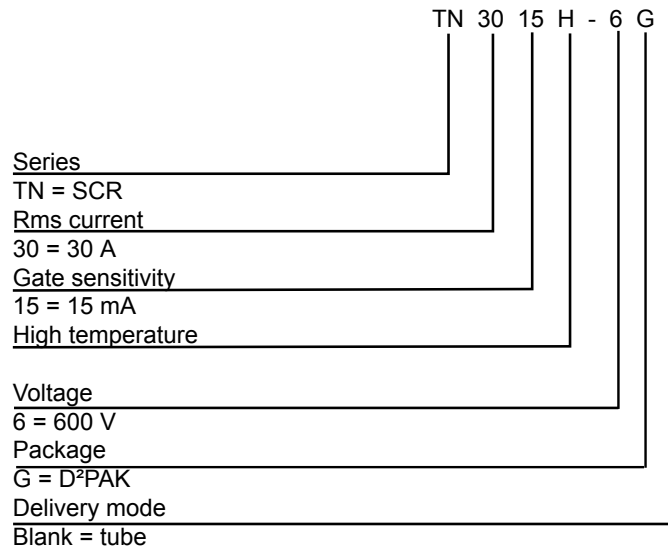 TN 30 15 H - 6 G
Series
TN = SCR
Rms current
30 = 30 A
Gate sensitivity
15 = 15 mA
High temperature
Voltage
6 = 600 V
Package
G = D²PAK
Delivery mode
Blank = tube